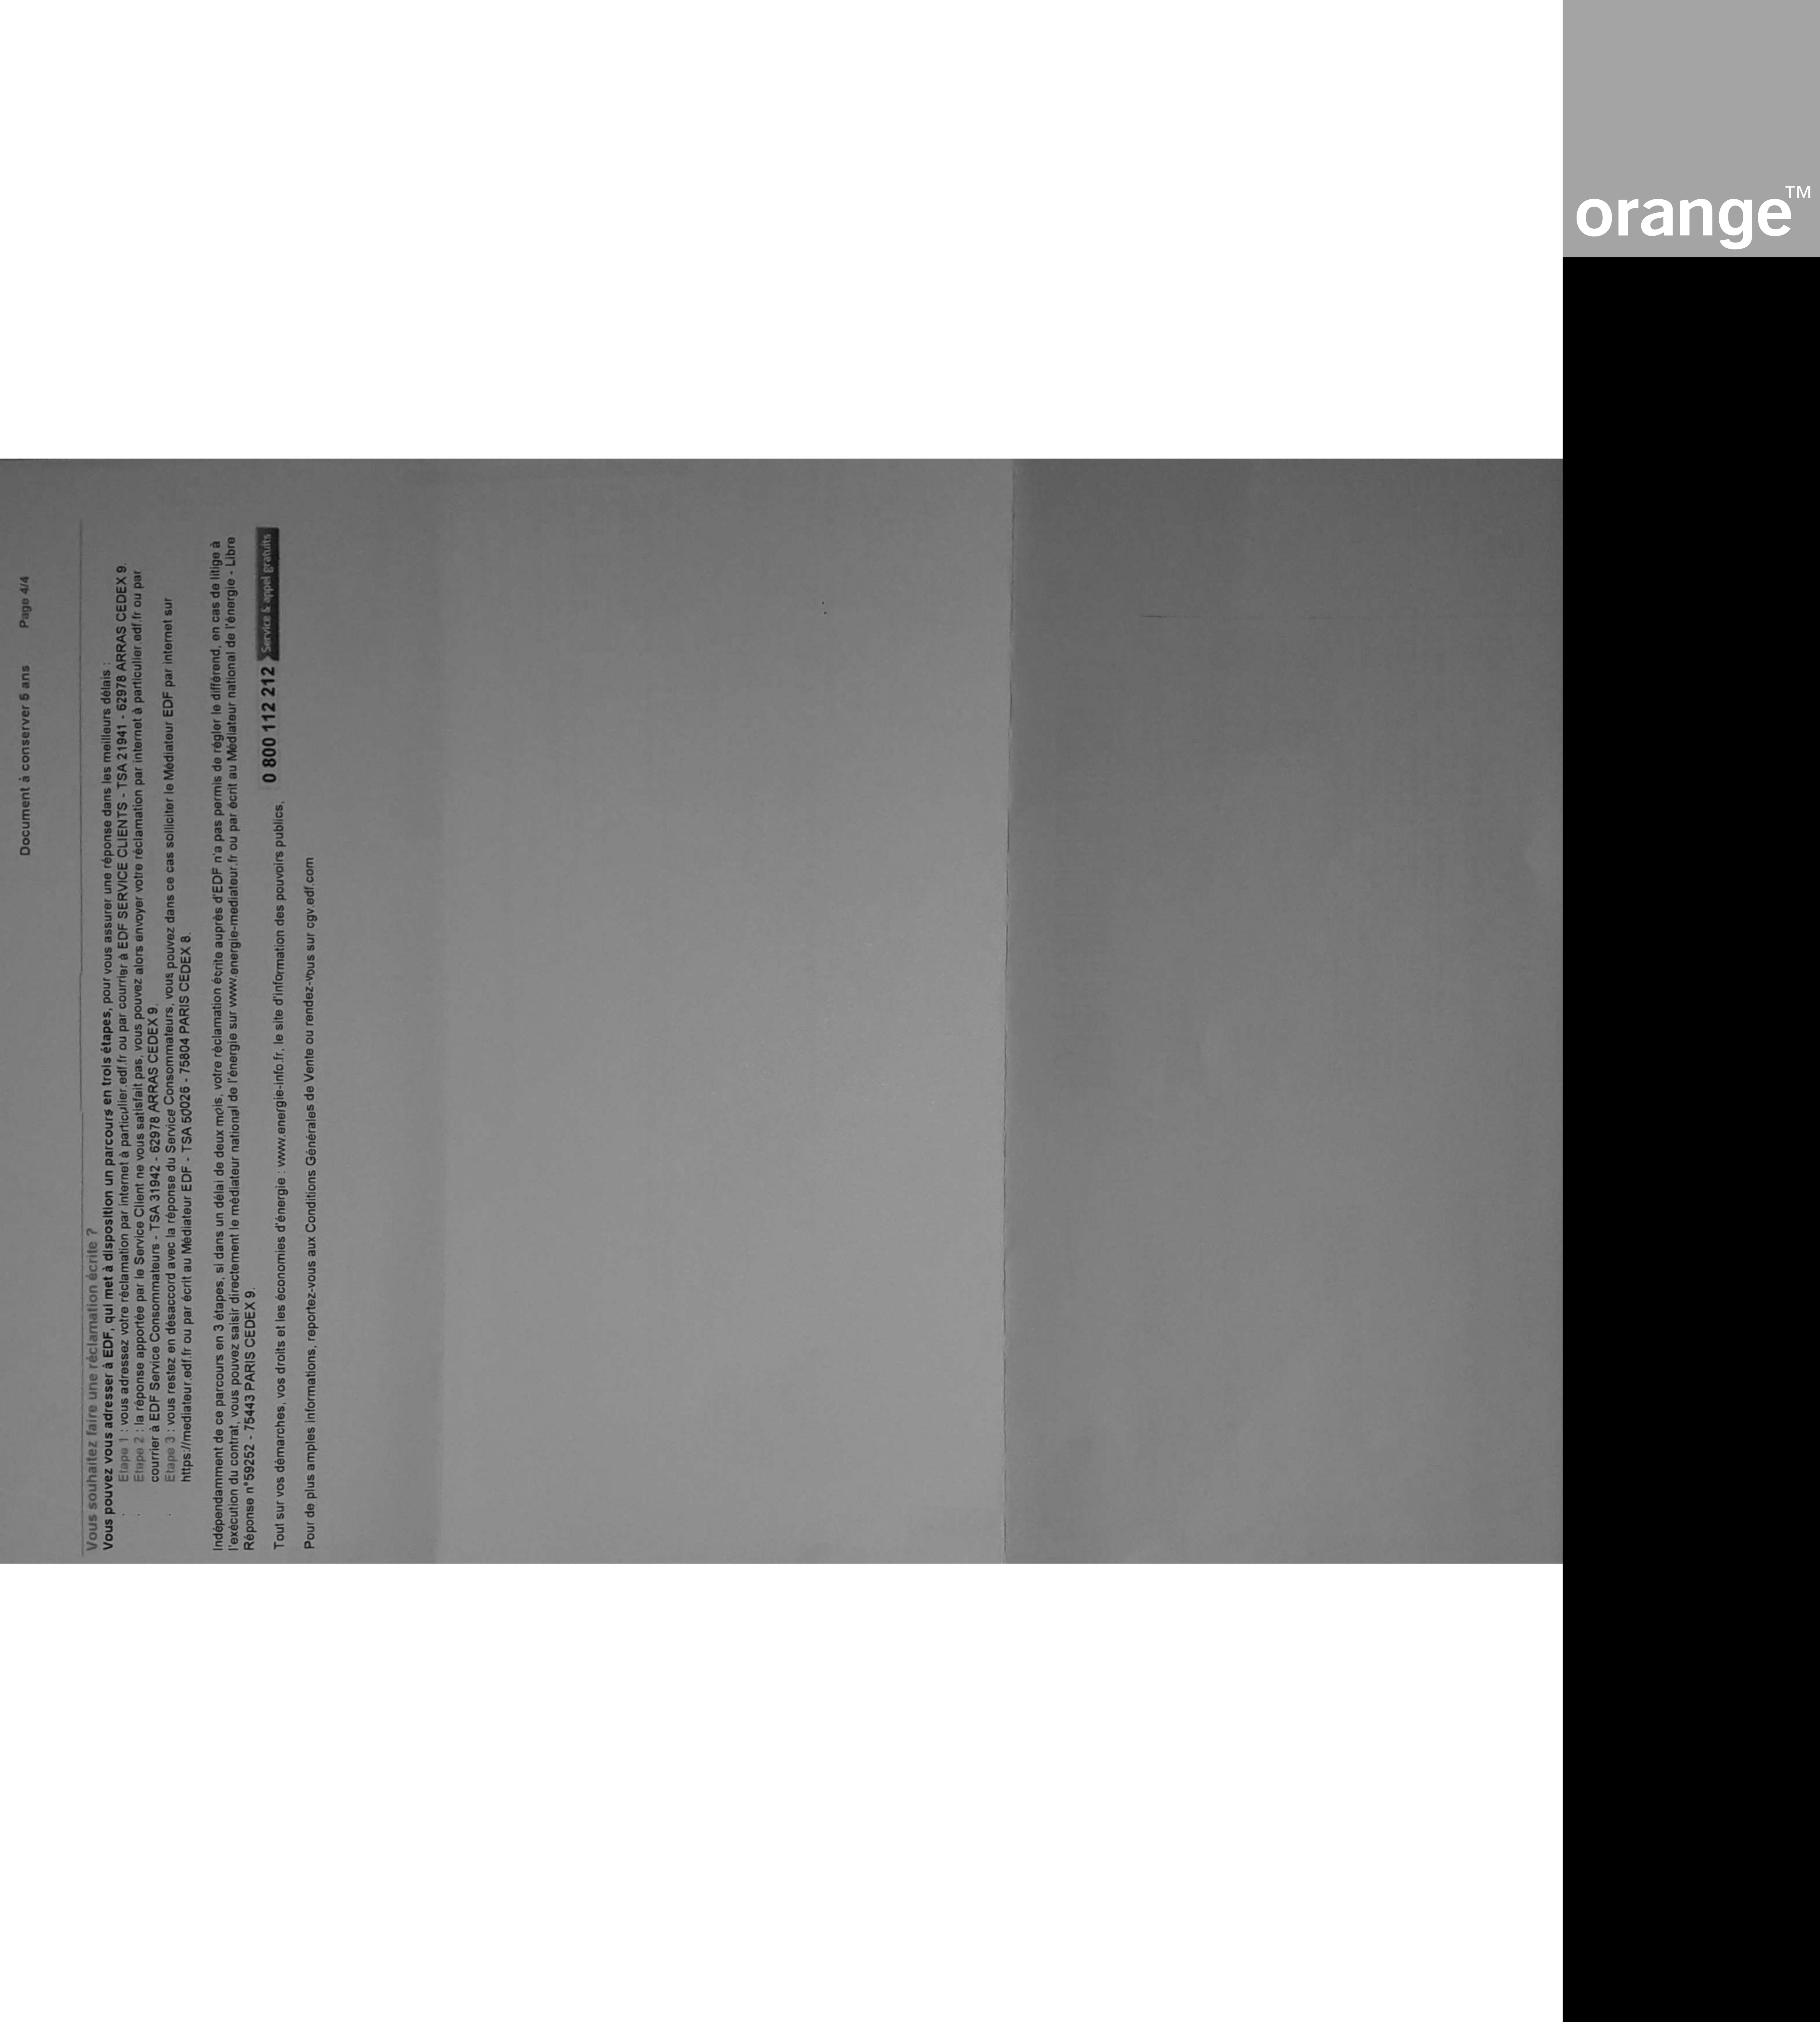 orange™
Document à conserver 5 ans Page 4/4
Vous souhaitez faire une réclamation écrite ?
Vous pouvez vous adresser à EDF, qui met à disposition un parcours en trois étapes, pour vous assurer une réponse dans les meilleurs délais :
. Etape 1 : vous adressez votre réclamation par internet à particulier.edf.fr ou par courrier à EDF SERVICE CLIENTS - TSA 21941 - 62978 ARRAS CEDEX 9.
. Etape 2 : la réponse apportée par le Service Client ne vous satisfait pas, vous pouvez alors envoyer votre réclamation par internet à particulier.edf.fr ou par
courrier à EDF Service Consommateurs - TSA 31942 - 62978 ARRAS CEDEX 9.
. Etape 3 : vous restez en désaccord avec la réponse du Service Consommateurs, vous pouvez dans ce cas solliciter le Médiateur EDF par internet sur
https://mediateur.edf.fr ou par écrit au Médiateur EDF - TSA 50026 - 75804 PARIS CEDEX 8.
Indépendamment de ce parcours en 3 étapes, si dans un délai de deux mois, votre réclamation écrite auprès d'EDF n'a pas permis de régler le différend, en cas de litige à
l'exécution du contrat, vous pouvez saisir directement le médiateur national de l'énergie sur www.energie-mediateur.fr ou par écrit au Médiateur national de l'énergie - Libre
Réponse n°59252 - 75443 PARIS CEDEX 9.
Tout sur vos démarches, vos droits et les économies d'énergie : www.energie-info.fr, le site d'information des pouvoirs publics, 0 800 112 212 Service & appel gratuits
Pour de plus amples informations, reportez-vous aux Conditions Générales de Vente ou rendez-vous sur cgv.edf.com